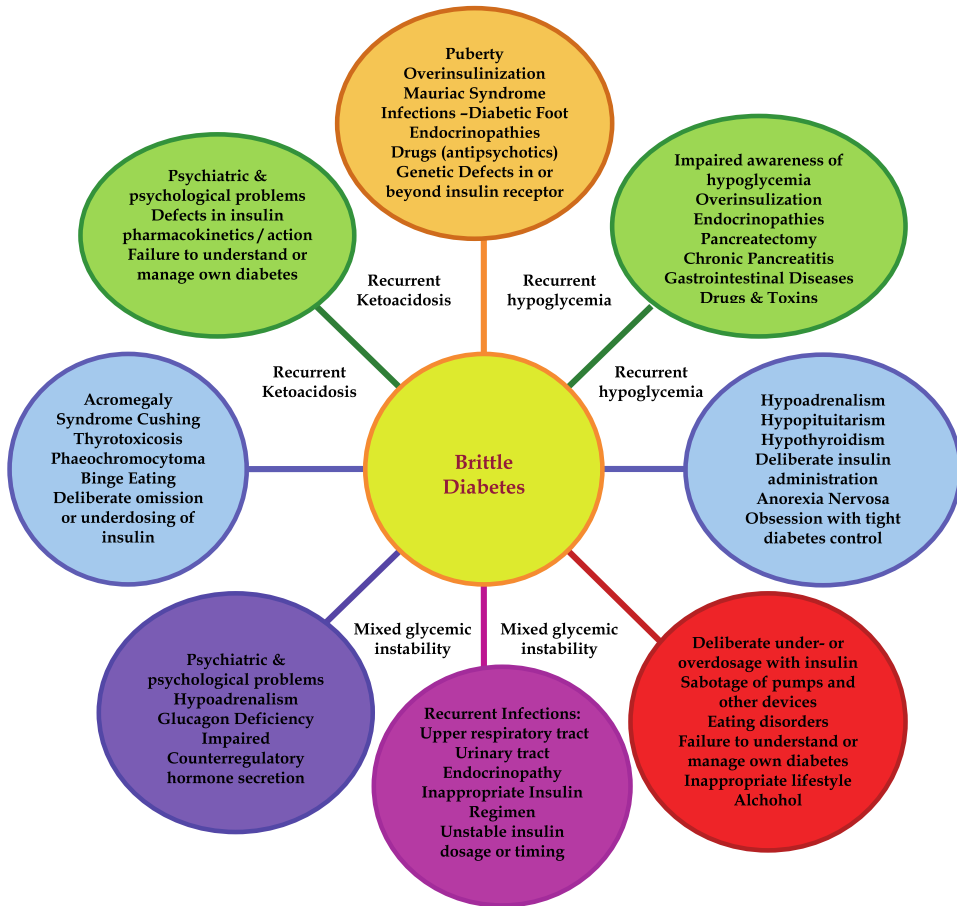 Puberty
Overinsulinization
Mauriac Syndrome
Infections –Diabetic Foot
Endocrinopathies
Drugs (antipsychotics)
Genetic Defects in or
beyond insulin receptor
Psychiatric &
psychological problems
Defects in insulin
pharmacokinetics / action
Failure to understand or
manage own diabetes
Impaired awareness of
hypoglycemia
Overinsulization
Endocrinopathies
Pancreatectomy
Chronic Pancreatitis
Gastrointestinal Diseases
Drugs & Toxins
Recurrent
Ketoacidosis
Recurrent
hypoglycemia
Recurrent
Ketoacidosis
Recurrent
hypoglycemia
Acromegaly
Syndrome Cushing
Thyrotoxicosis
Phaeochromocytoma
Binge Eating
Deliberate omission
or underdosing of
insulin
Brittle
Diabetes
Hypoadrenalism
Hypopituitarism
Hypothyroidism
Deliberate insulin
administration
Anorexia Nervosa
Obsession with tight
diabetes control
Mixed glycemic
instability
Mixed glycemic
instability
Psychiatric &
psychological problems
Hypoadrenalism
Glucagon Deficiency
Impaired
Counterregulatory
hormone secretion
Recurrent Infections:
Upper respiratory tract
Urinary tract
Endocrinopathy
Inappropriate Insulin
Regimen
Unstable insulin
dosage or timing
Deliberate under- or
overdosage with insulin
Sabotage of pumps and
other devices
Eating disorders
Failure to understand or
manage own diabetes
Inappropriate lifestyle
Alchohol